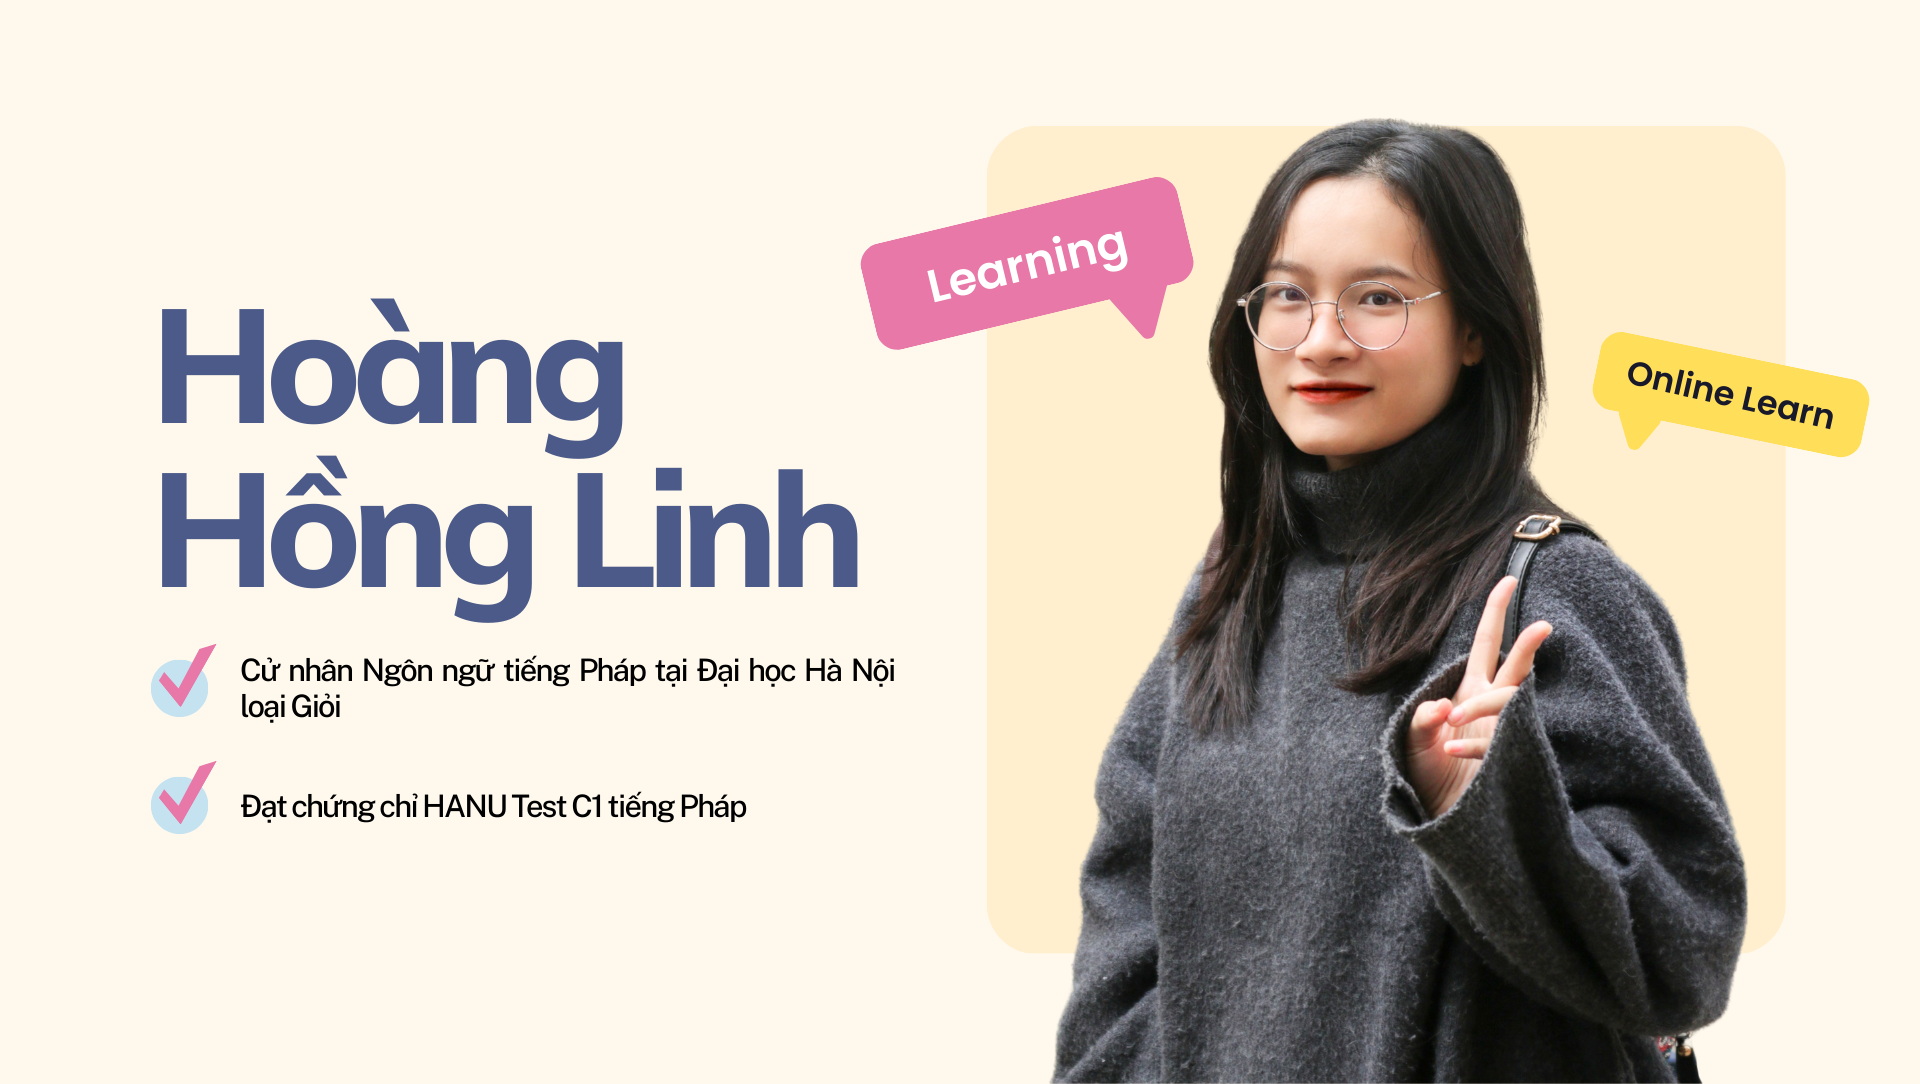 Hoàng
Hồng Linh
Cử nhân Ngôn ngữ tiếng Pháp tại Đại học Hà Nội
loại Giỏi
Đạt chứng chỉ HANU Test C1 tiếng Pháp
Learning
Online Learn